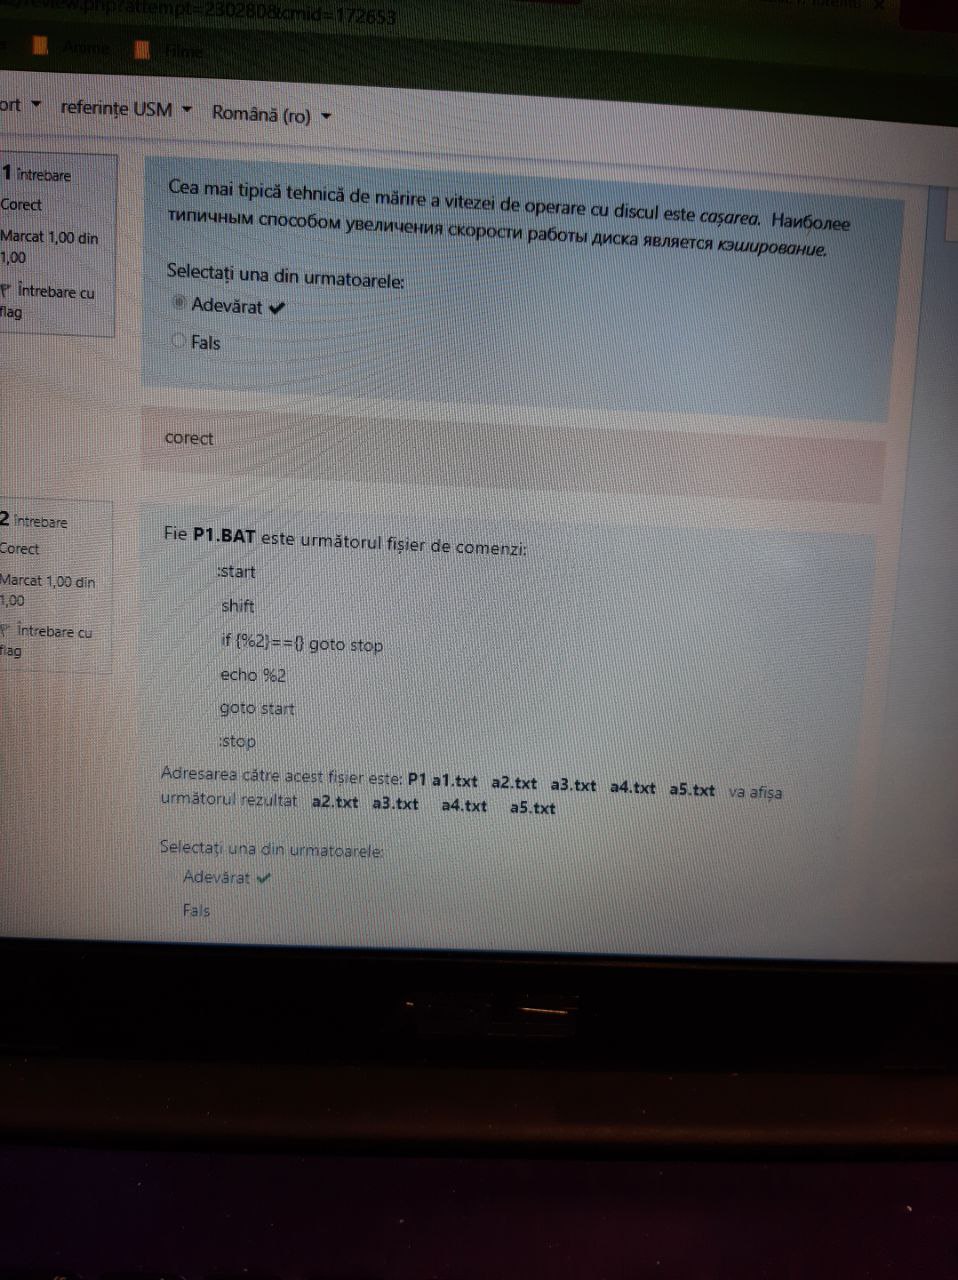 review.php?attempt=230280&cmid=172653
Anime Filme
ort referințe USM Română (ro)
1 Întrebare
Corect
Marcat 1,00 din
1,00
Întrebare cu
flag
Cea mai tipică tehnică de mărire a vitezei de operare cu discul este cașarea. Наиболее
типичным способом увеличения скорости работы диска является кэширование.
Selectați una din urmatoarele:
Adevărat
Fals
corect
2 Întrebare
Corect
Marcat 1,00 din
1,00
Întrebare cu
flag
Fie P1.BAT este următorul fișier de comenzi:
:start
shift
if {%2}=={} goto stop
echo %2
goto start
:stop
Adresarea către acest fisier este: P1 a1.txt a2.txt a3.txt a4.txt a5.txt va afișa
următorul rezultat a2.txt a3.txt a4.txt a5.txt
Selectați una din urmatoarele:
Adevărat
Fals